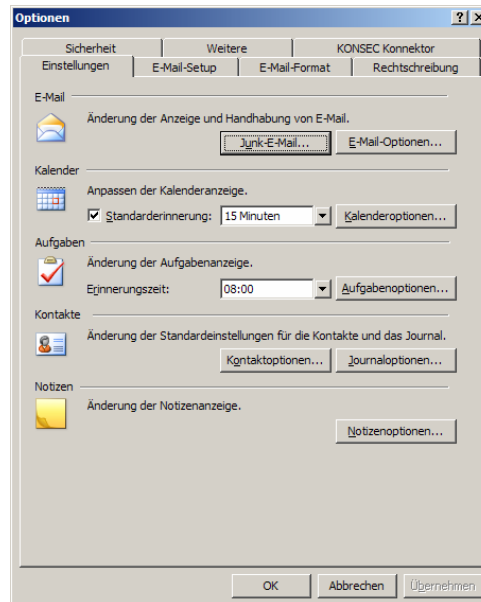 Optionen
Sicherheit Weitere KONSEC Konnektor
Einstellungen E-Mail-Setup E-Mail-Format Rechtschreibung
E-Mail
Änderung der Anzeige und Handhabung von E-Mail.
Junk-E-Mail... E-Mail-Optionen...
Kalender
Anpassen der Kalenderanzeige.
Standarderinnerung: 15 Minuten Kalenderoptionen...
Aufgaben
Änderung der Aufgabenanzeige.
Erinnerungszeit: 08:00 Aufgabenoptionen...
Kontakte
Änderung der Standardeinstellungen für die Kontakte und das Journal.
Kontaktoptionen... Journaloptionen...
Notizen
Änderung der Notizenanzeige.
Notizenoptionen...
OK Abbrechen Übernehmen